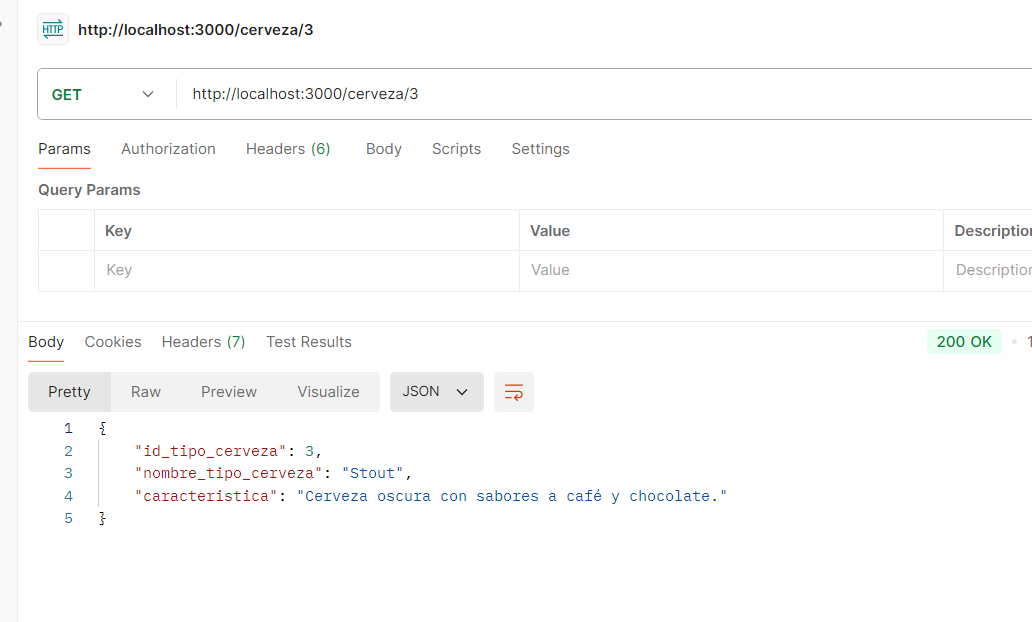 HTTP http://localhost:3000/cerveza/3
GET http://localhost:3000/cerveza/3
Params Authorization Headers (6) Body Scripts Settings
Query Params
Key Value Description
Key Value Description
Body Cookies Headers (7) Test Results 200 OK
Pretty Raw Preview Visualize JSON
1 {
2 "id_tipo_cerveza": 3,
3 "nombre_tipo_cerveza": "Stout",
4 "caracteristica": "Cerveza oscura con sabores a café y chocolate."
5 }